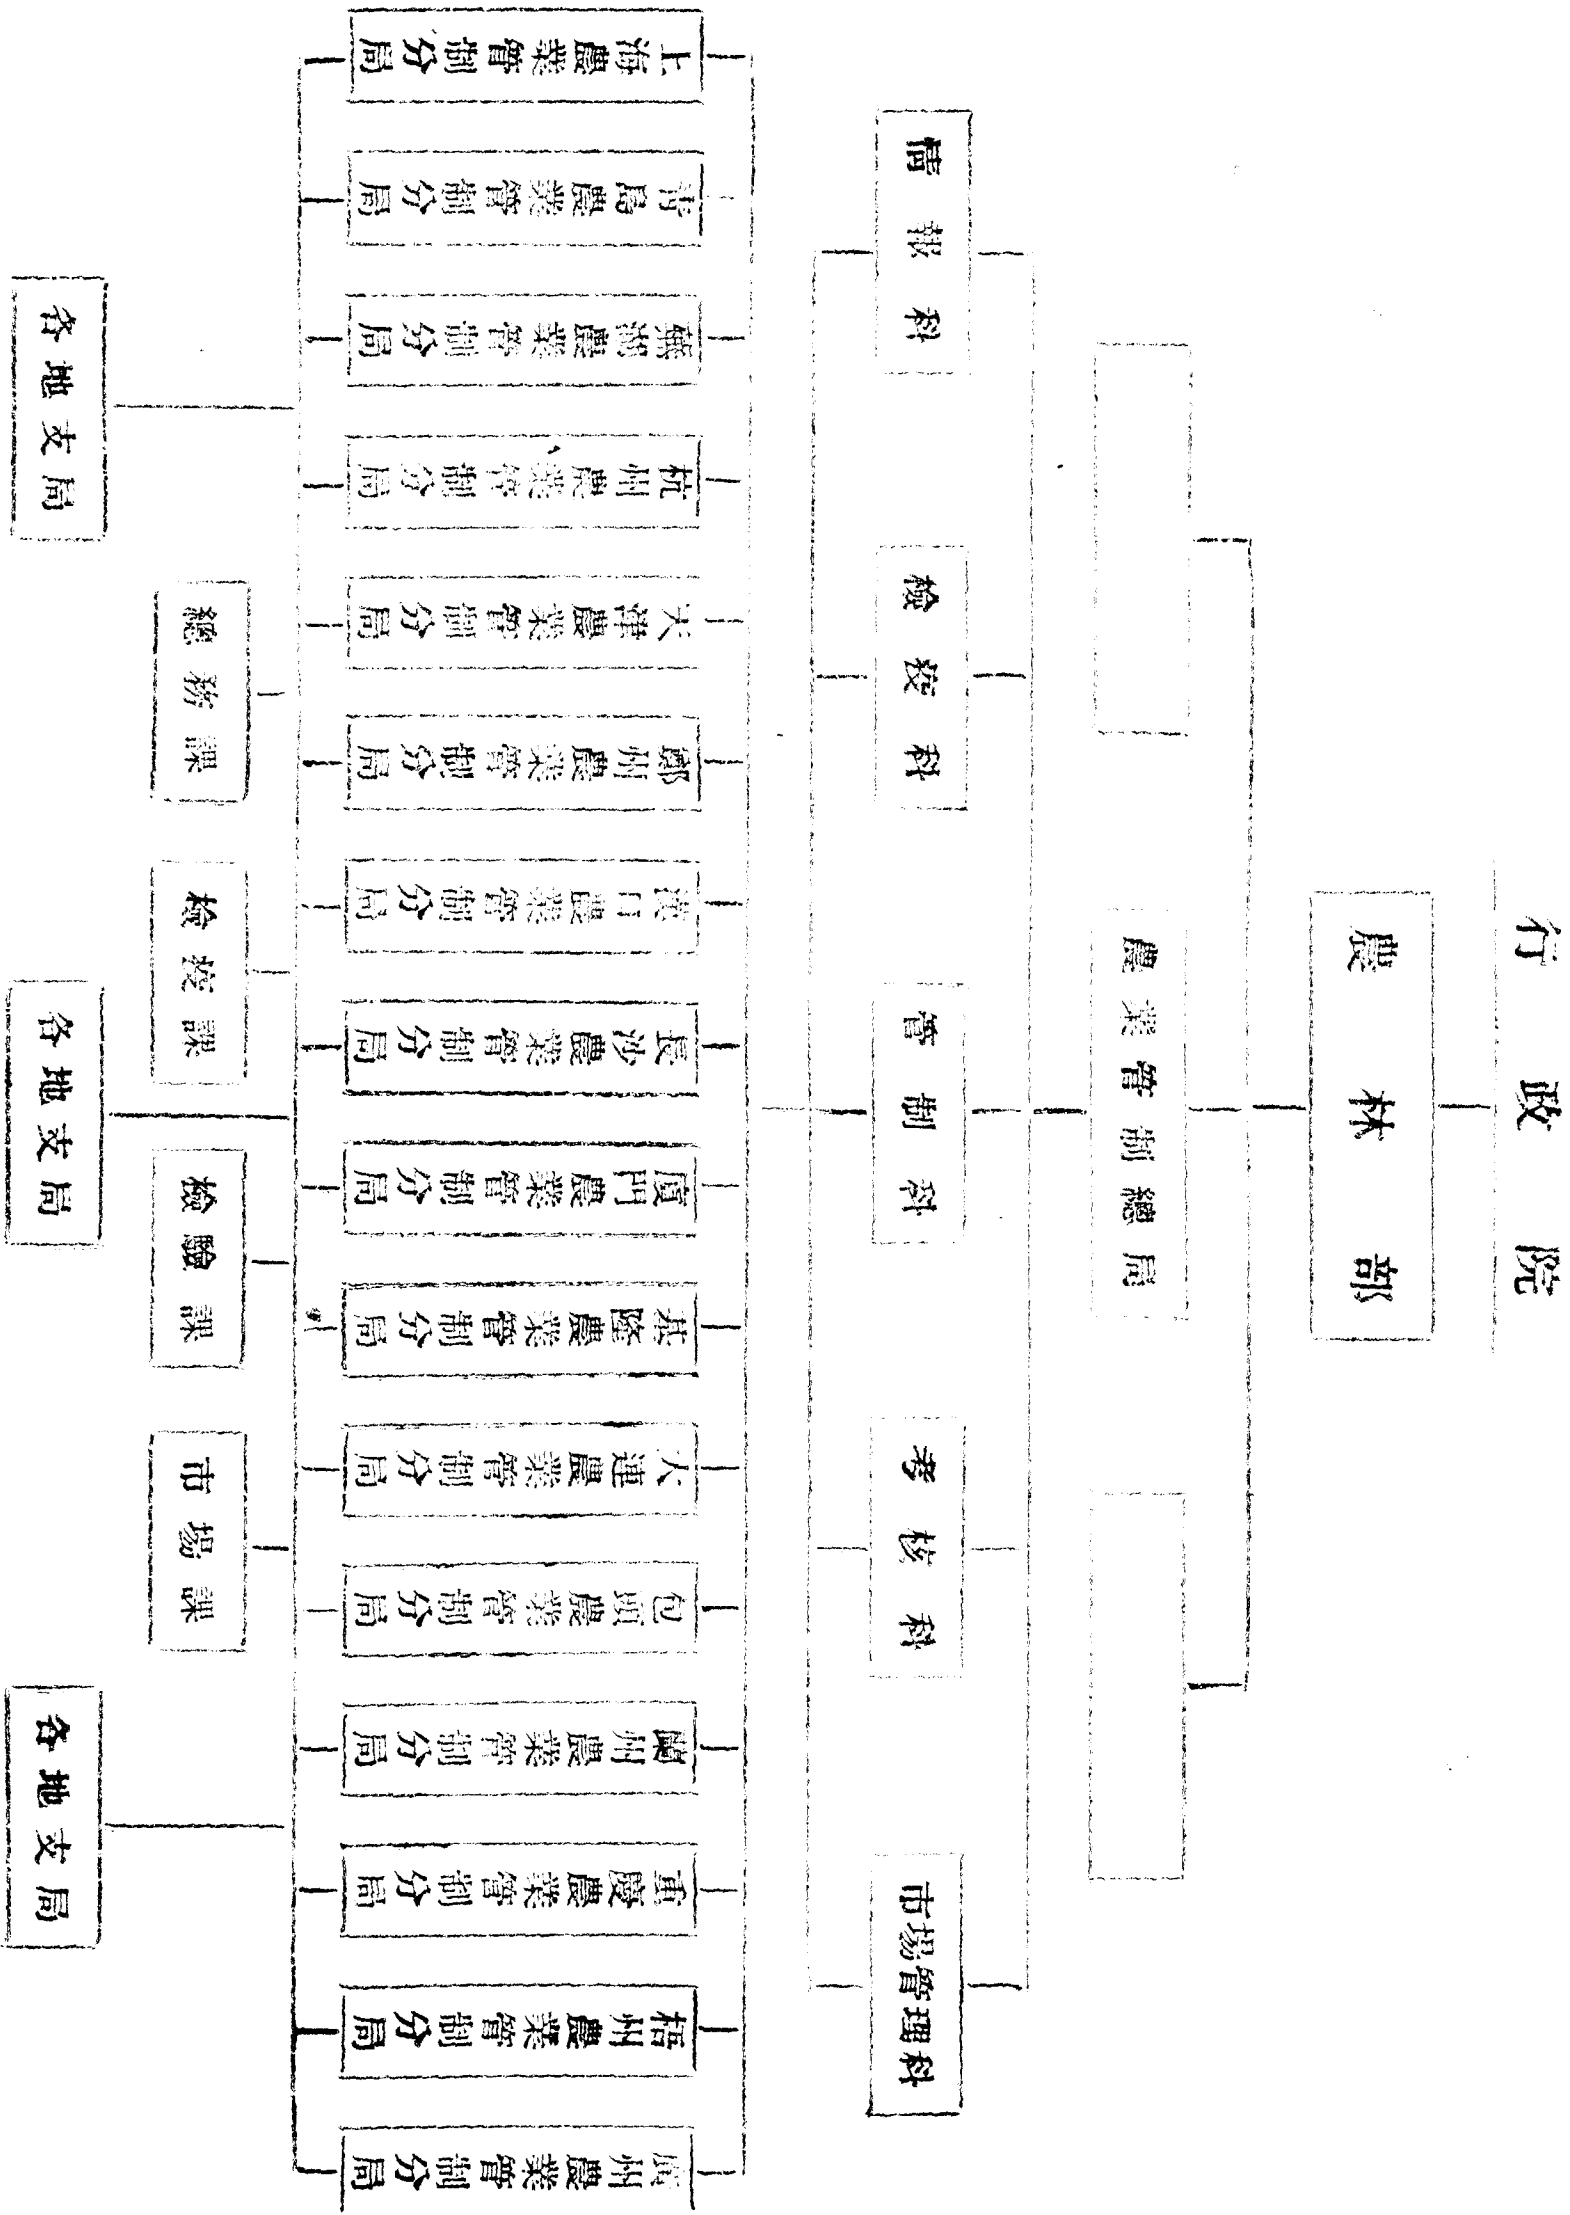 行政院
農林部
農業管制總局
情報科
檢疫科
管制科
考核科
市場管理科
上海農業管制分局
青島農業管制分局
蕪湖農業管制分局
杭州農業管制分局
天津農業管制分局
鄭州農業管制分局
漢口農業管制分局
長沙農業管制分局
廈門農業管制分局
基隆農業管制分局
大連農業管制分局
包頭農業管制分局
蘭州農業管制分局
重慶農業管制分局
梧州農業管制分局
廣州農業管制分局
總務課
檢疫課
檢驗課
市場課
各地支局
各地支局
各地支局